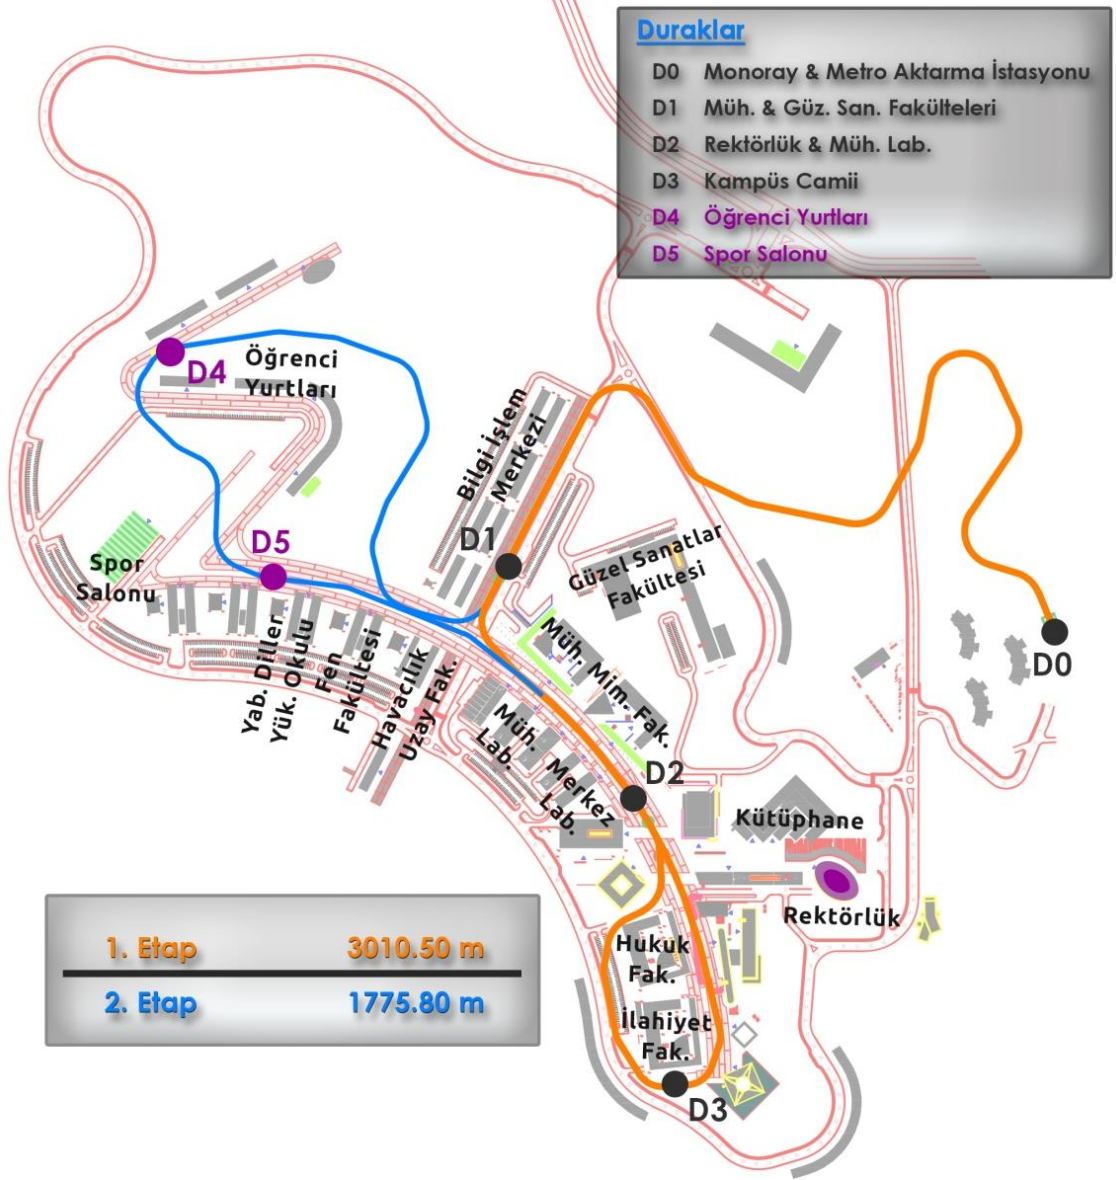 Duraklar
D0 Monoray & Metro Aktarma İstasyonu
D1 Müh. & Güz. San. Fakülteleri
D2 Rektörlük & Müh. Lab.
D3 Kampüs Camii
D4 Öğrenci Yurtları
D5 Spor Salonu
D4
Öğrenci
Yurtları
Bilgi İşlem
Merkezi
D1
D5
Güzel Sanatlar
Fakültesi
Spor
Salonu
D0
Yab. Diller
Yük. Okulu
Fen
Fakültesi
Havacılık
Uzay Fak.
Müh. Mim. Fak.
Müh.
Lab.
Merkez
Lab.
D2
Kütüphane
Rektörlük
Hukuk
Fak.
İlahiyet
Fak.
D3
1. Etap 3010.50 m
2. Etap 1775.80 m